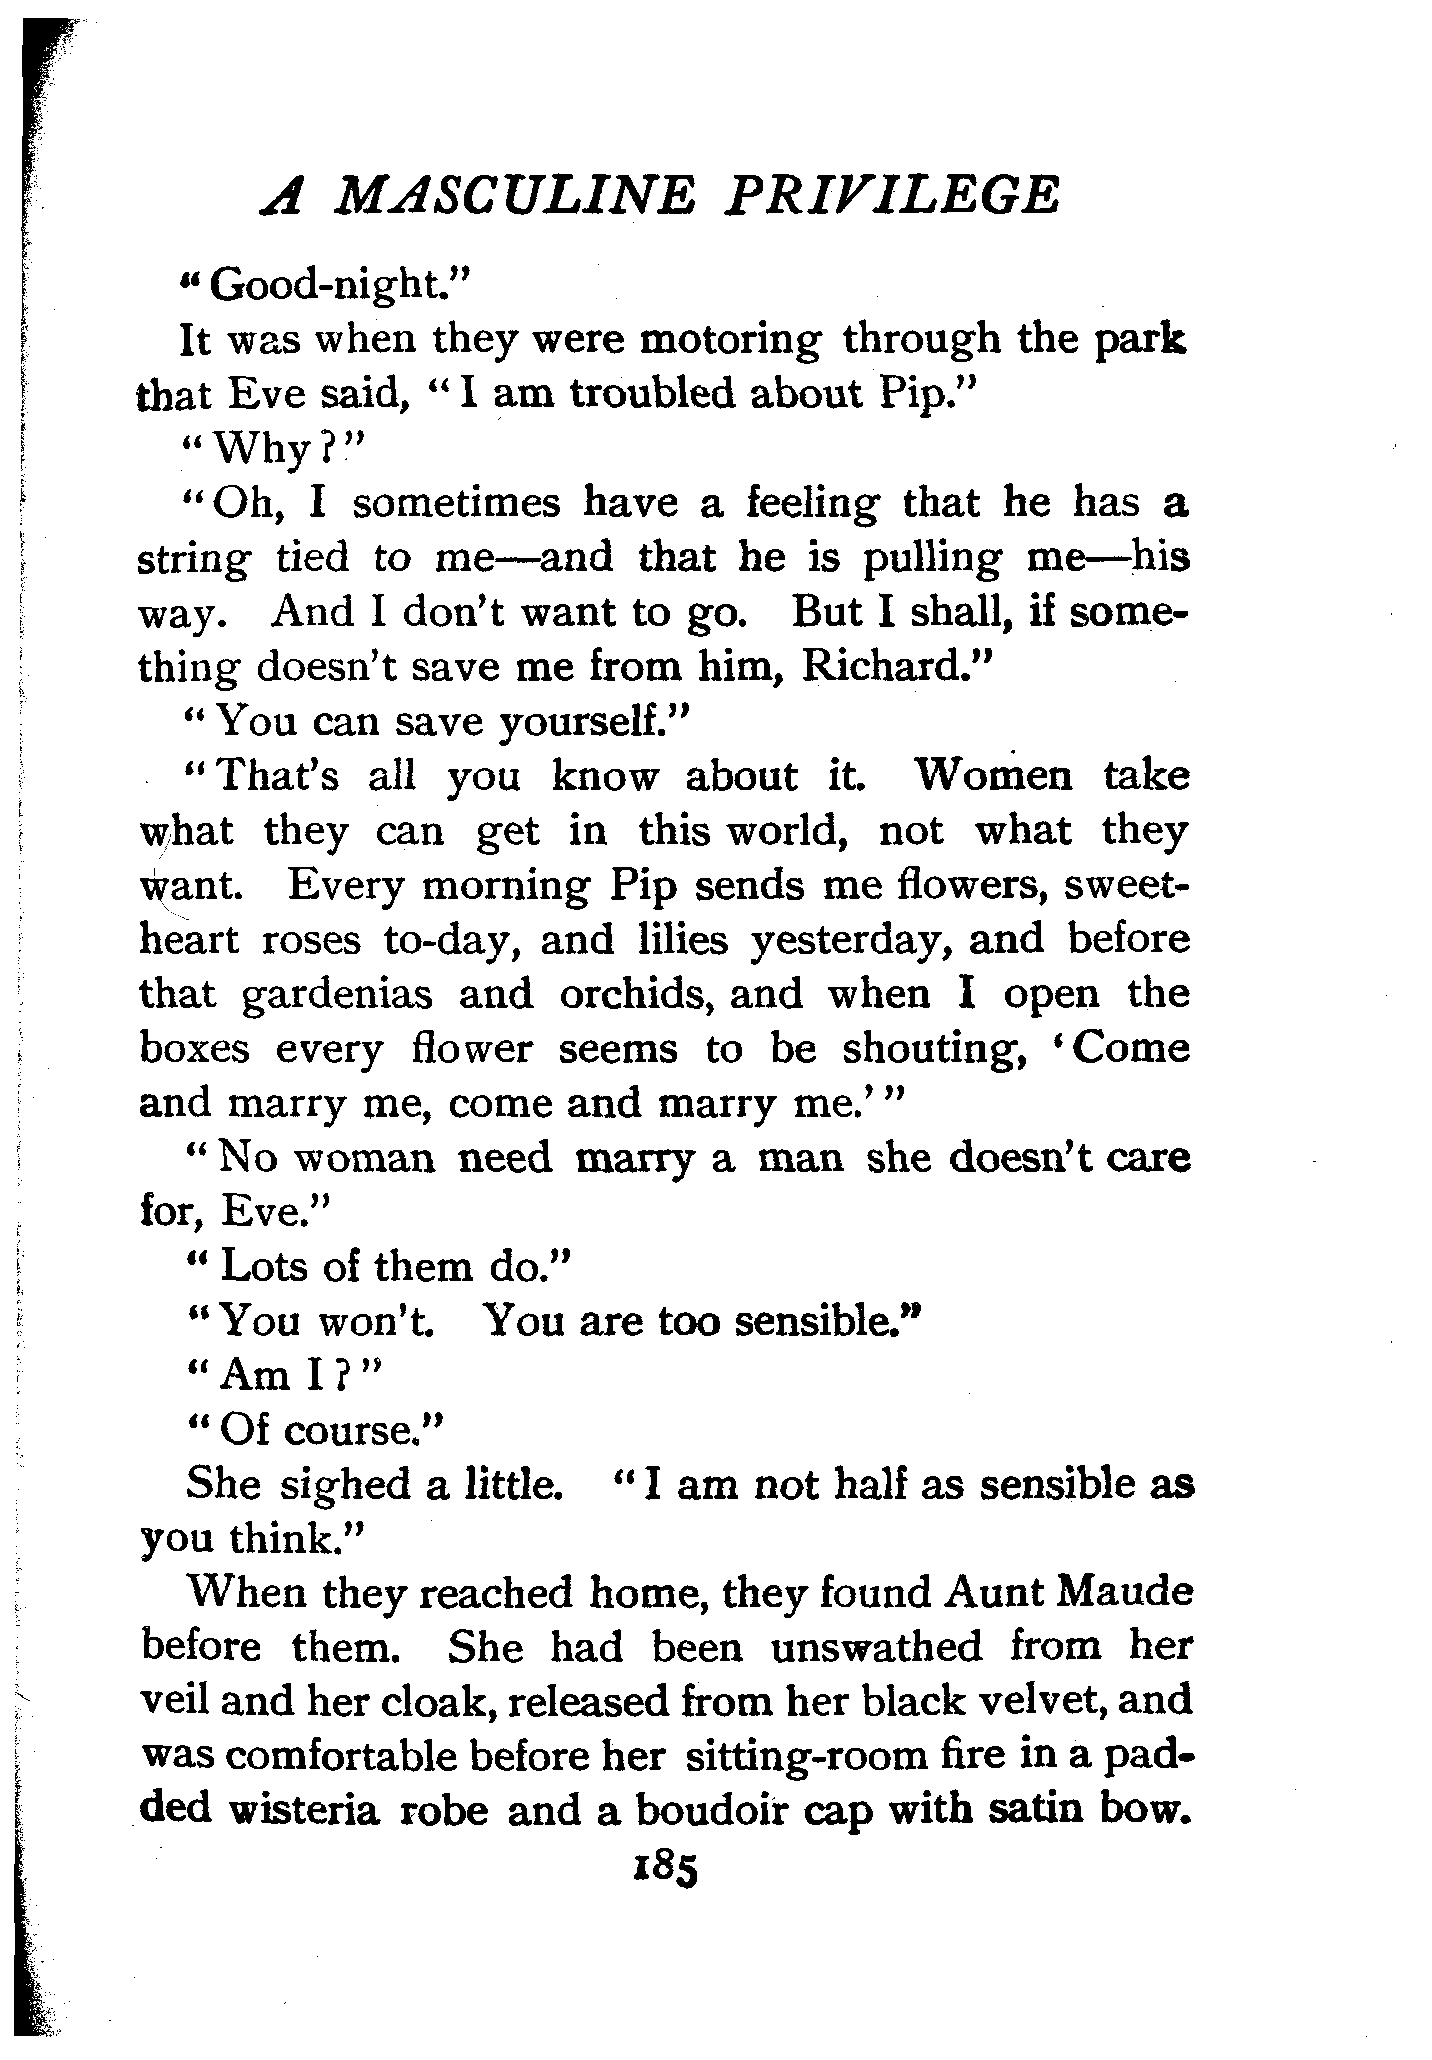 A MASCULINE PRIVILEGE
“Good-night.”
It was when they were motoring through the park
that Eve said, “I am troubled about Pip.”
“Why?”
“Oh, I sometimes have a feeling that he has a
string tied to me—and that he is pulling me—his
way. And I don't want to go. But I shall, if some-
thing doesn't save me from him, Richard.”
“You can save yourself.”
“That's all you know about it. Women take
what they can get in this world, not what they
want. Every morning Pip sends me flowers, sweet-
heart roses to-day, and lilies yesterday, and before
that gardenias and orchids, and when I open the
boxes every flower seems to be shouting, ‘Come
and marry me, come and marry me.’”
“No woman need marry a man she doesn't care
for, Eve.”
“Lots of them do.”
“You won't. You are too sensible.”
“Am I?”
“Of course.”
She sighed a little. “I am not half as sensible as
you think.”
When they reached home, they found Aunt Maude
before them. She had been unswathed from her
veil and her cloak, released from her black velvet, and
was comfortable before her sitting-room fire in a pad-
ded wisteria robe and a boudoir cap with satin bow.
185